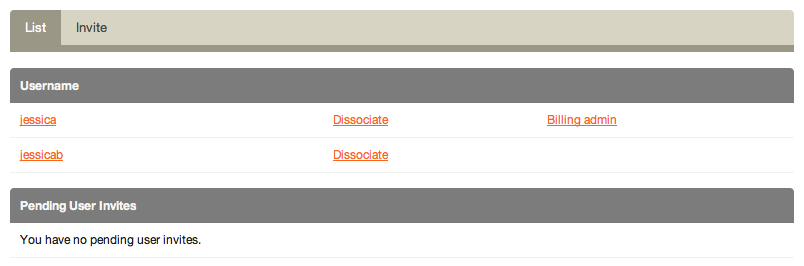 List Invite
Username
jessica Dissociate Billing admin
jessicab Dissociate
Pending User Invites
You have no pending user invites.